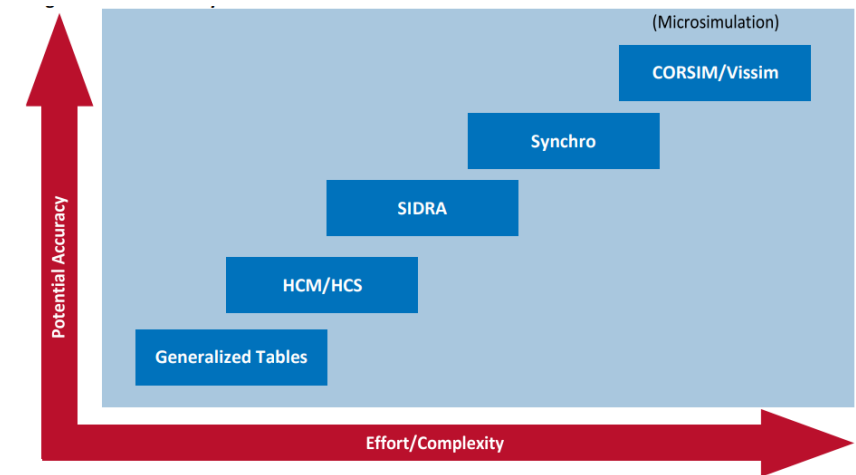 (Microsimulation)
CORSIM/Vissim
Synchro
SIDRA
HCM/HCS
Generalized Tables
Potential Accuracy
Effort/Complexity